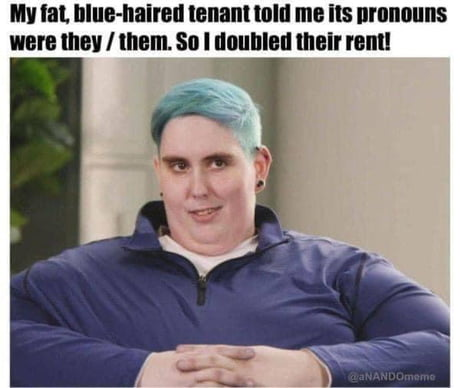 My fat, blue-haired tenant told me its pronouns
were they / them. So I doubled their rent!
@aNANDOmeme